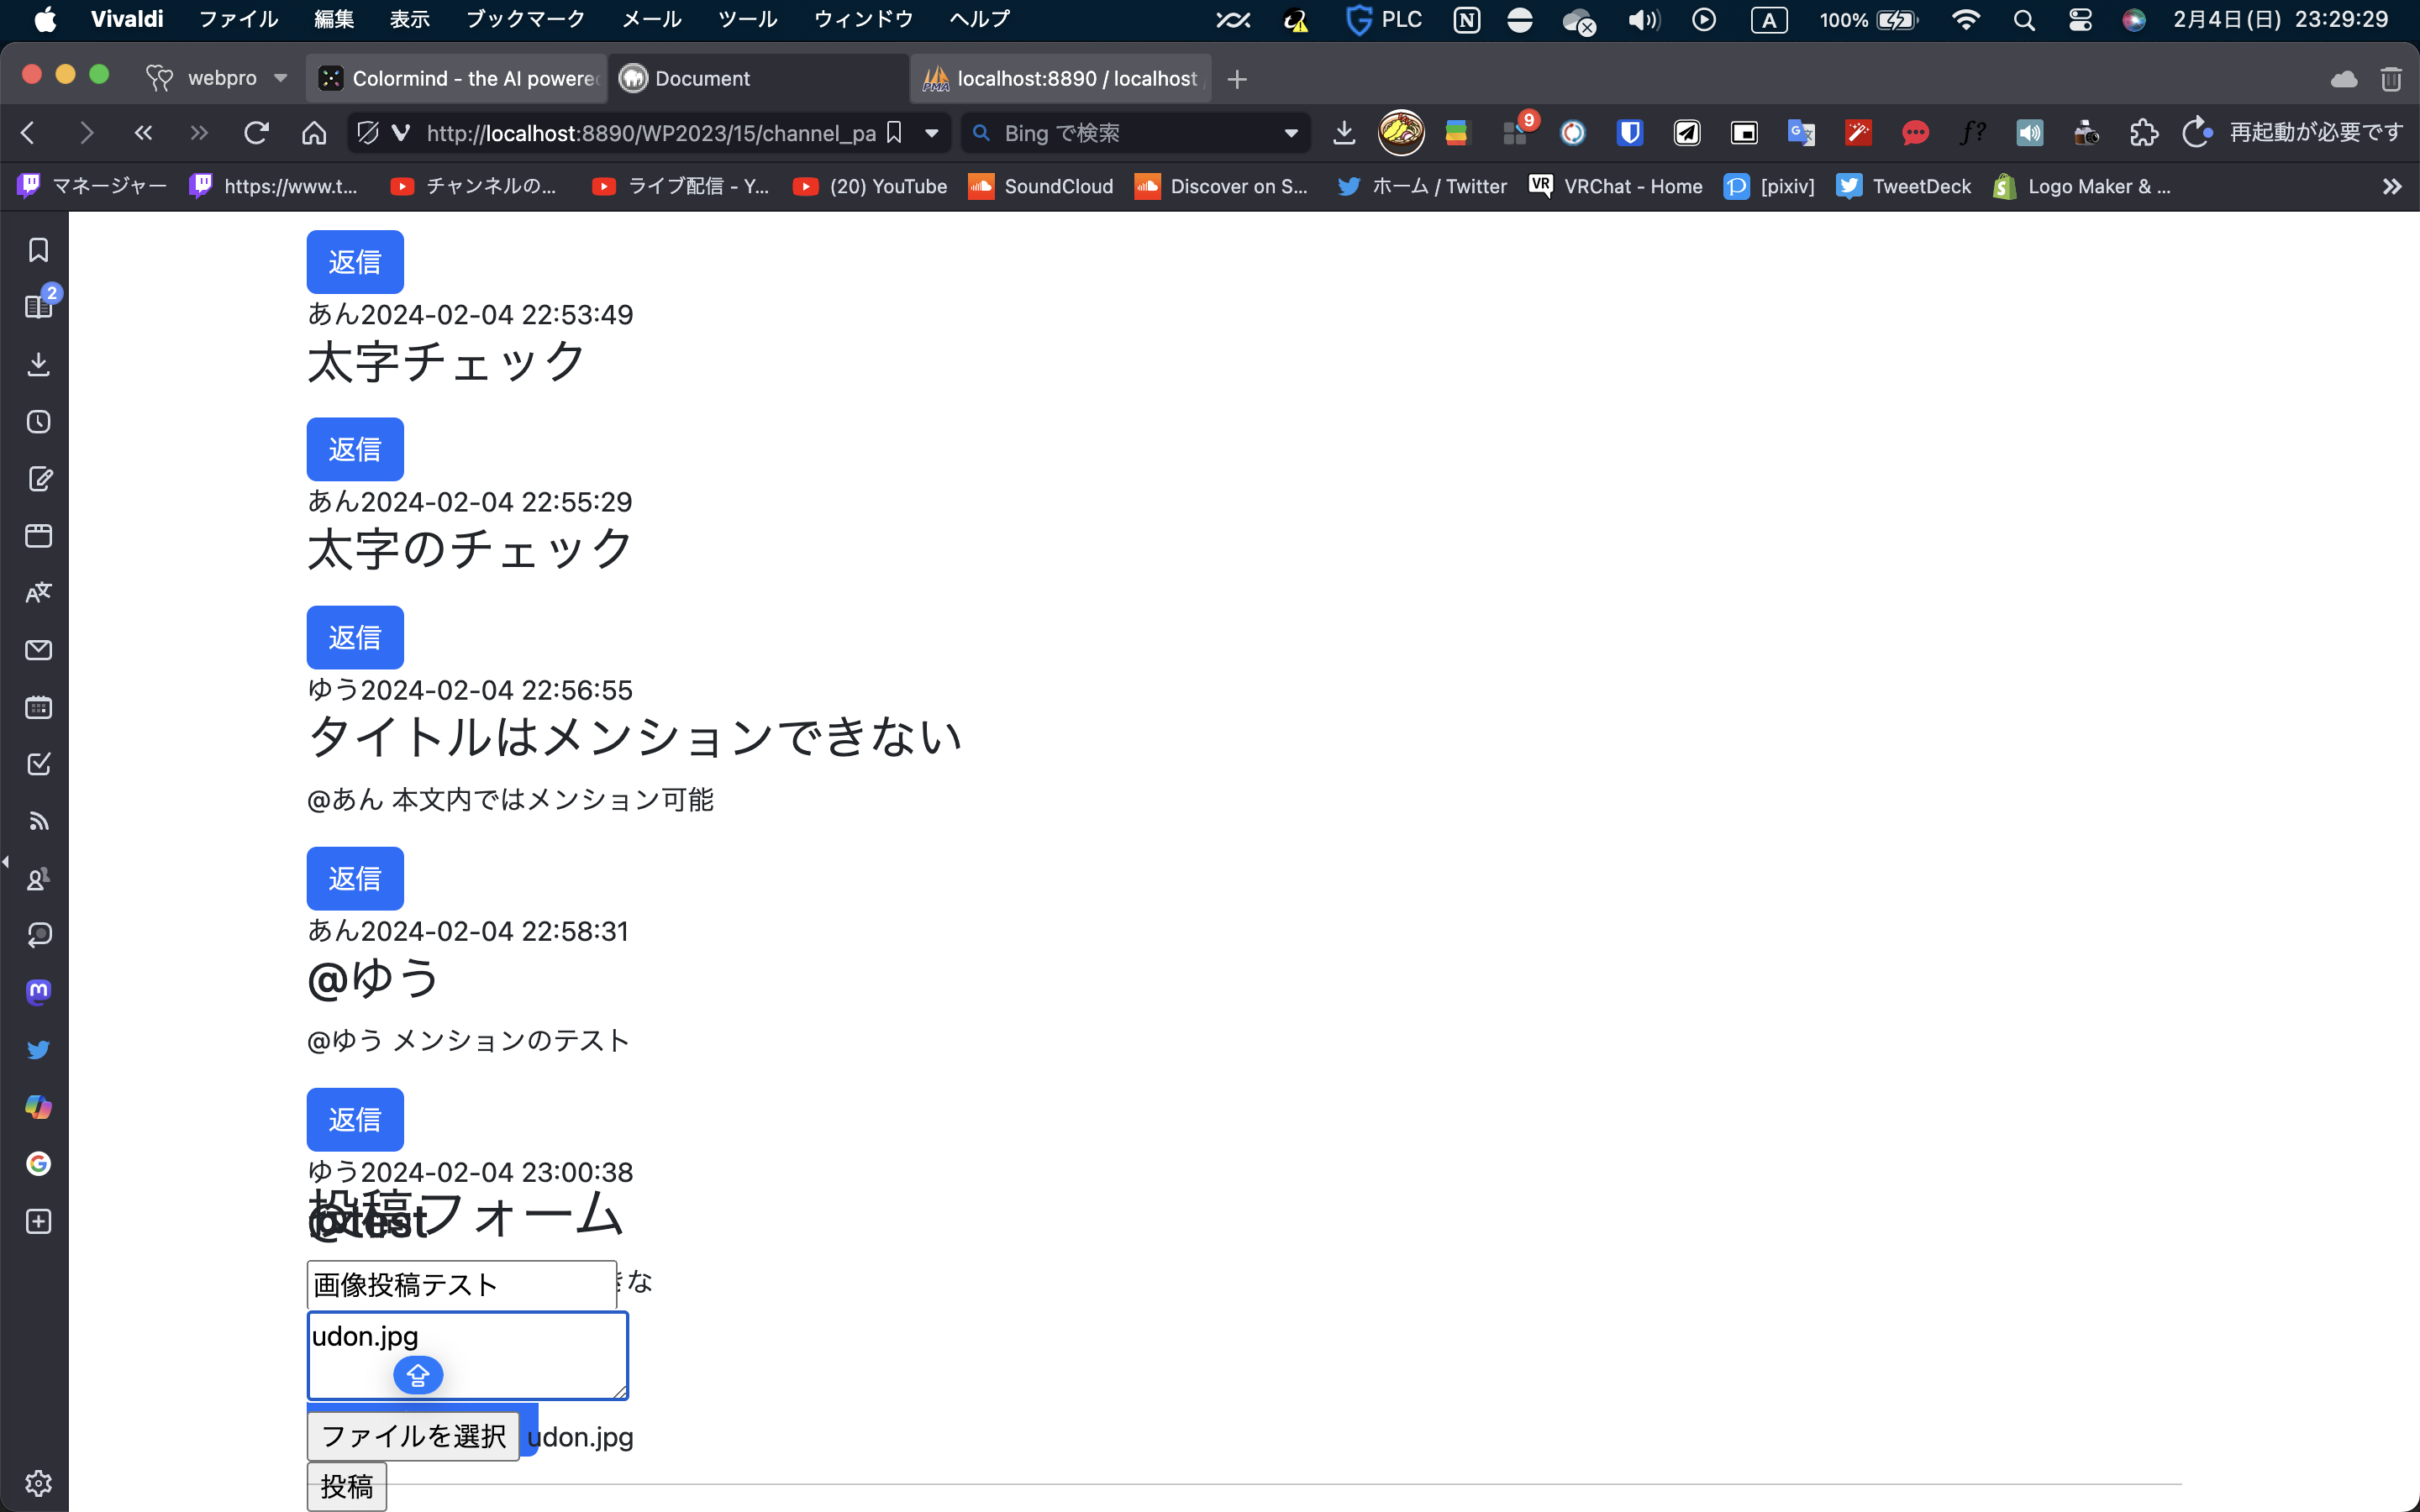 Vivaldi ファイル 編集 表示 ブックマーク メール ツール ウィンドウ ヘルプ PLC A 100% 2月4日(日) 23:29:29
webpro Colormind - the AI powere Document localhost:8890 / localhost
http://localhost:8890/WP2023/15/channel_pa Bing で検索 9 再起動が必要です
マネージャー https://www.t... チャンネルの... ライブ配信 - Y... (20) YouTube SoundCloud Discover on S... ホーム / Twitter VRChat - Home [pixiv] TweetDeck Logo Maker & ...
2
返信
あん2024-02-04 22:53:49
太字チェック
返信
あん2024-02-04 22:55:29
太字のチェック
返信
ゆう2024-02-04 22:56:55
タイトルはメンションできない
@あん 本文内ではメンション可能
返信
あん2024-02-04 22:58:31
@ゆう
@ゆう メンションのテスト
返信
ゆう2024-02-04 23:00:38
@test
投稿フォーム
画像投稿テスト
きな
udon.jpg
ファイルを選択 udon.jpg
投稿